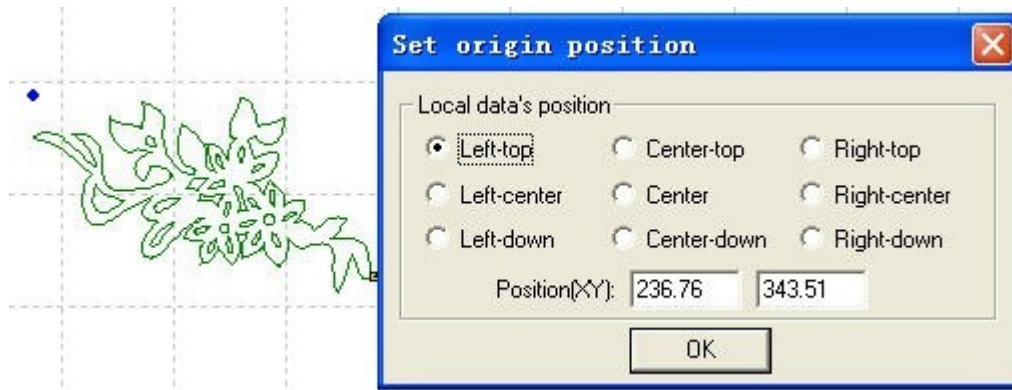 Set origin position
Local data's position
Left-top Center-top Right-top
Left-center Center Right-center
Left-down Center-down Right-down
Position(XY): 236.76 343.51
OK